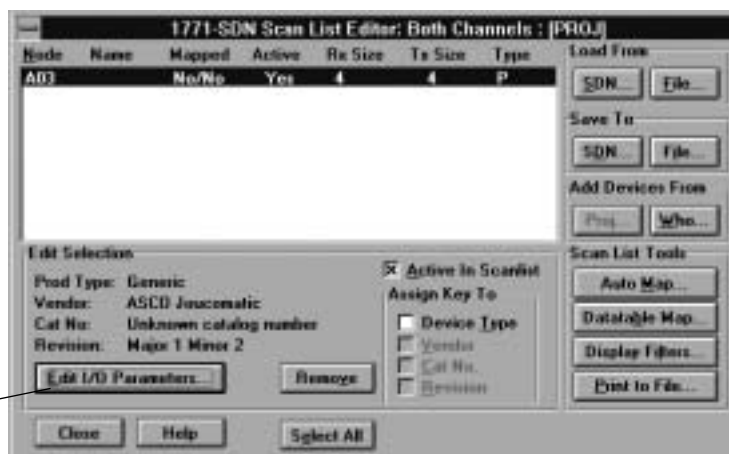 1771-SDN Scan List Editor: Both Channels : [PROJ]
Node Name Mapped Active Rx Size Tx Size Type
A03 No/No Yes 4 4 P
Load From
SDN... File...
Save To
SDN... File...
Add Devices From
Proj... Who...
Edit Selection
Prod Type: Generic
Vendor: ASCO Joucomatic
Cat No: Unknown catalog number
Revision: Major 1 Minor 2
Edit I/O Parameters... Remove
Active In Scanlist
Assign Key To
Device Type
Vendor
Cat No.
Revision
Scan List Tools
Auto Map...
Datatable Map...
Display Filters...
Print to File...
Close Help Select All